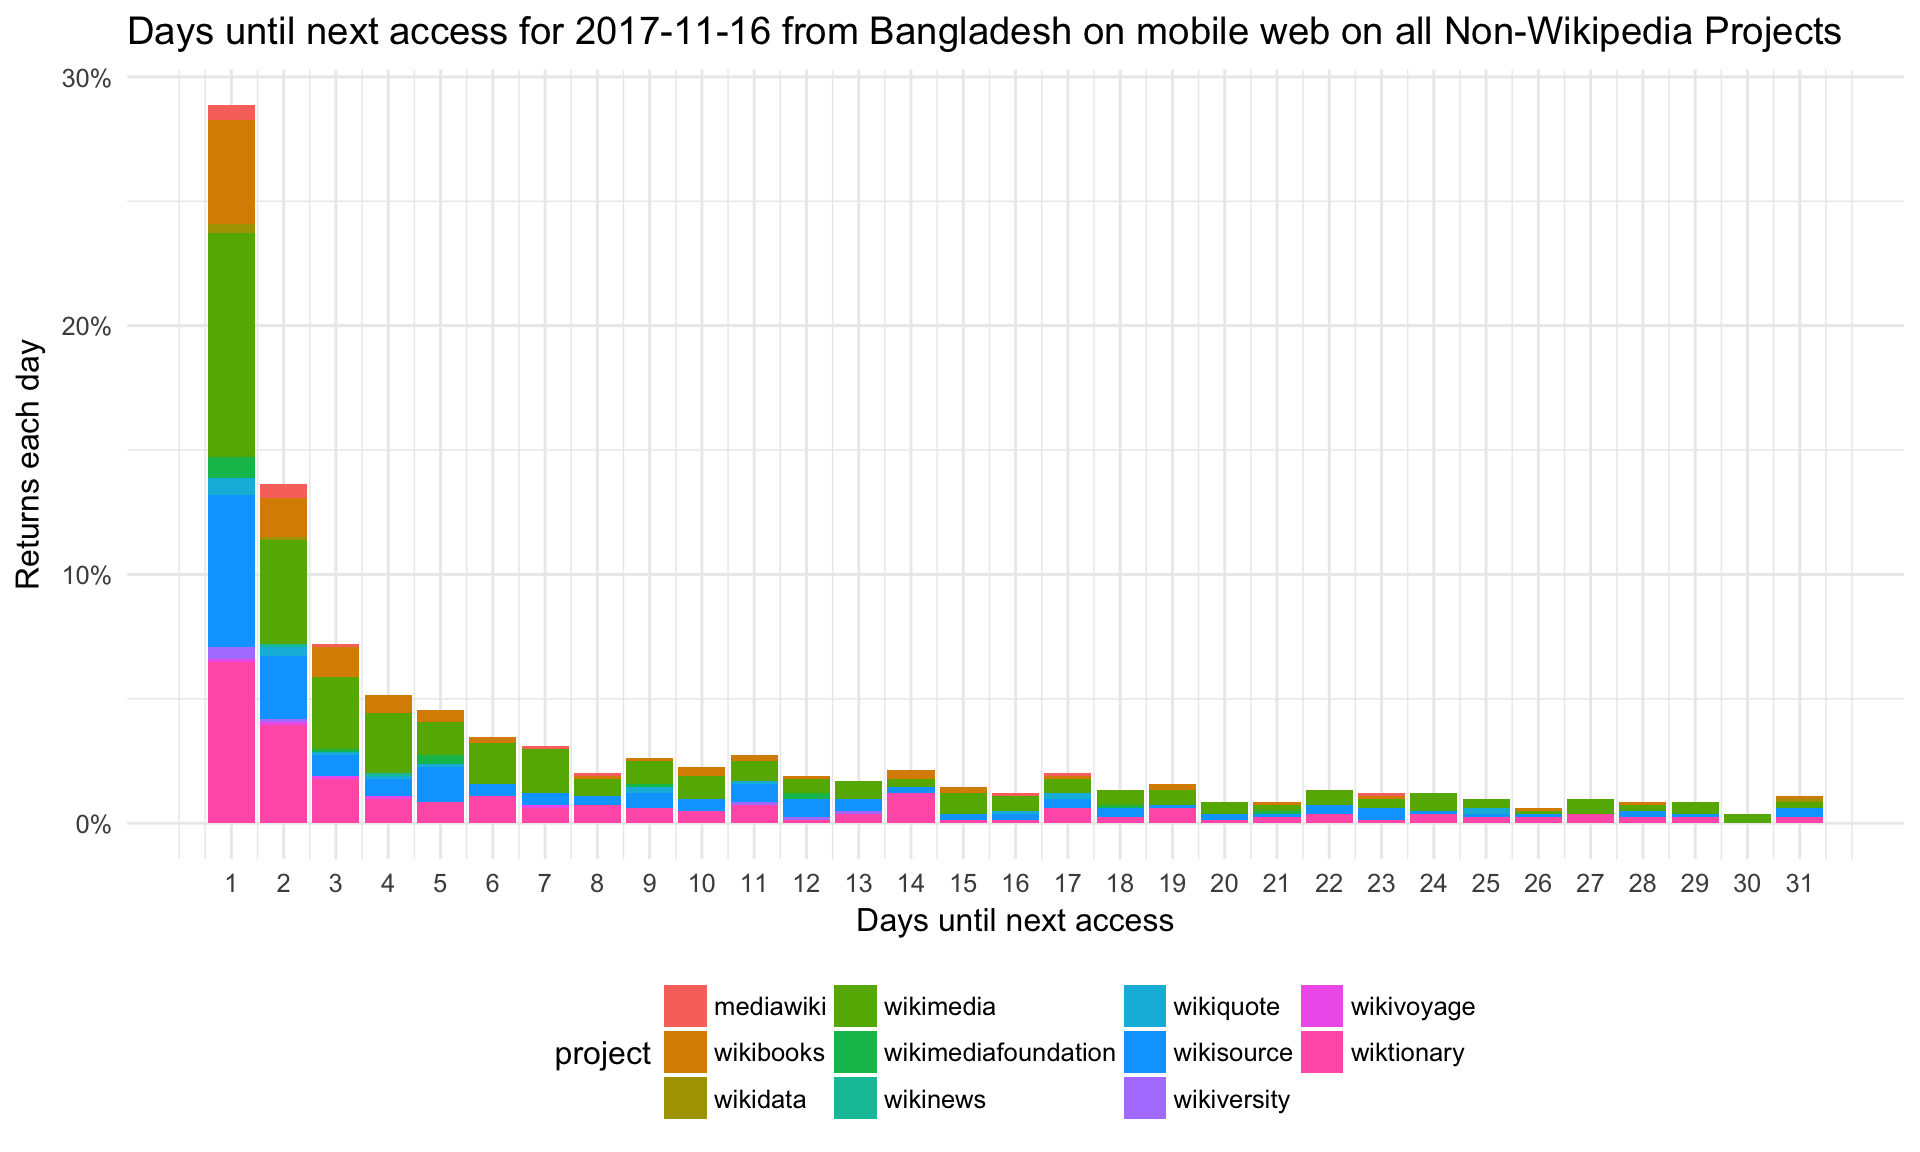 Days until next access for 2017-11-16 from Bangladesh on mobile web on all Non-Wikipedia Projects
30%
20%
10%
0%
Returns each day
1 2 3 4 5 6 7 8 9 10 11 12 13 14 15 16 17 18 19 20 21 22 23 24 25 26 27 28 29 30 31
Days until next access
project
mediawiki wikimedia wikiquote wikivoyage
wikibooks wikimediafoundation wikisource wiktionary
wikidata wikinews wikiversity